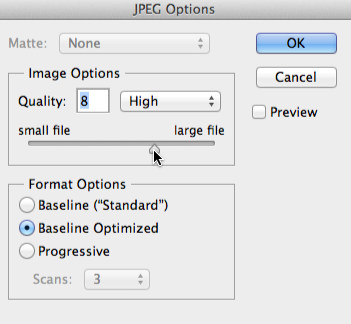 JPEG Options
Matte: None
OK
Image Options
Cancel
Quality: 8 High
Preview
small file large file
Format Options
Baseline (“Standard”)
Baseline Optimized
Progressive
Scans: 3